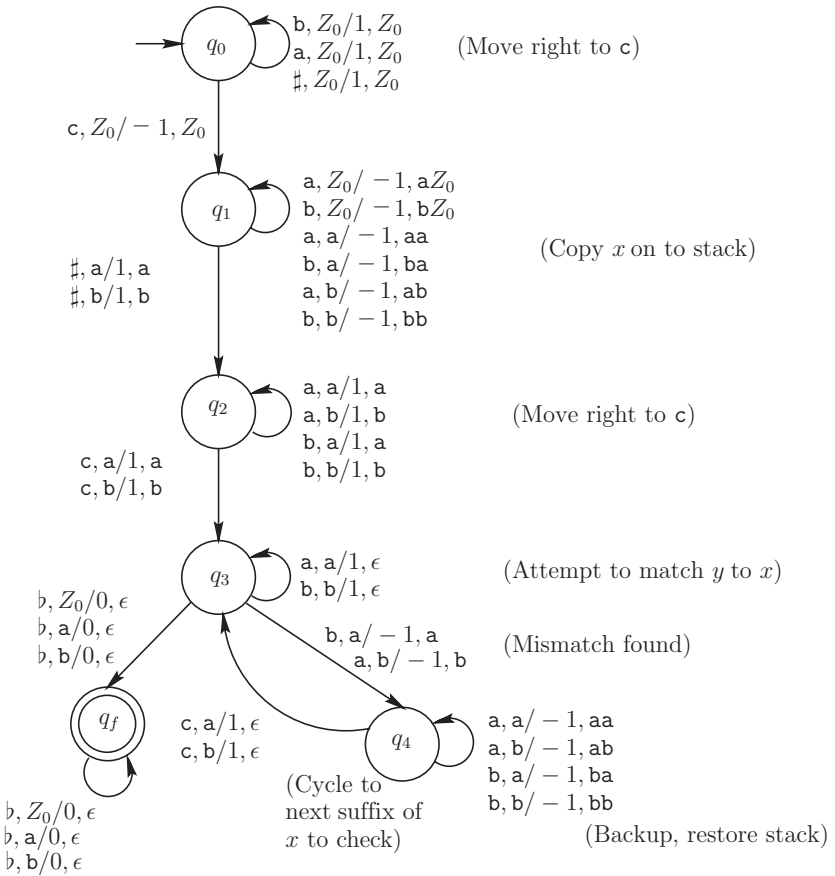 q₀
b, Z₀/1, Z₀
a, Z₀/1, Z₀
♯, Z₀/1, Z₀
(Move right to c)
c, Z₀/ − 1, Z₀
q₁
a, Z₀/ − 1, aZ₀
b, Z₀/ − 1, bZ₀
a, a/ − 1, aa
b, a/ − 1, ba
a, b/ − 1, ab
b, b/ − 1, bb
(Copy x on to stack)
♯, a/1, a
♯, b/1, b
q₂
a, a/1, a
a, b/1, b
b, a/1, a
b, b/1, b
(Move right to c)
c, a/1, a
c, b/1, b
q₃
a, a/1, ϵ
b, b/1, ϵ
(Attempt to match y to x)
♭, Z₀/0, ϵ
♭, a/0, ϵ
♭, b/0, ϵ
b, a/ − 1, a
a, b/ − 1, b
(Mismatch found)
q_f
c, a/1, ϵ
c, b/1, ϵ
q₄
a, a/ − 1, aa
a, b/ − 1, ab
b, a/ − 1, ba
b, b/ − 1, bb
(Cycle to
next suffix of
x to check)
(Backup, restore stack)
♭, Z₀/0, ϵ
♭, a/0, ϵ
♭, b/0, ϵ